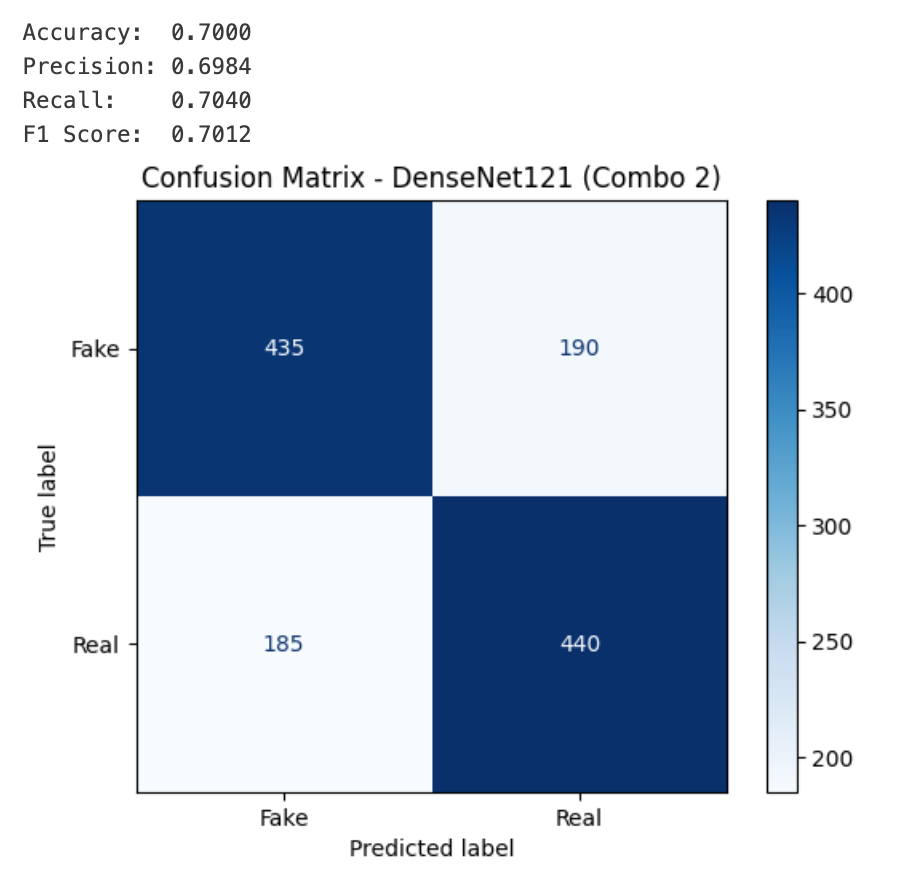 Accuracy: 0.7000
Precision: 0.6984
Recall: 0.7040
F1 Score: 0.7012
Confusion Matrix - DenseNet121 (Combo 2)
Fake
435
190
400
350
300
250
200
True label
Real
185
440
Fake
Real
Predicted label